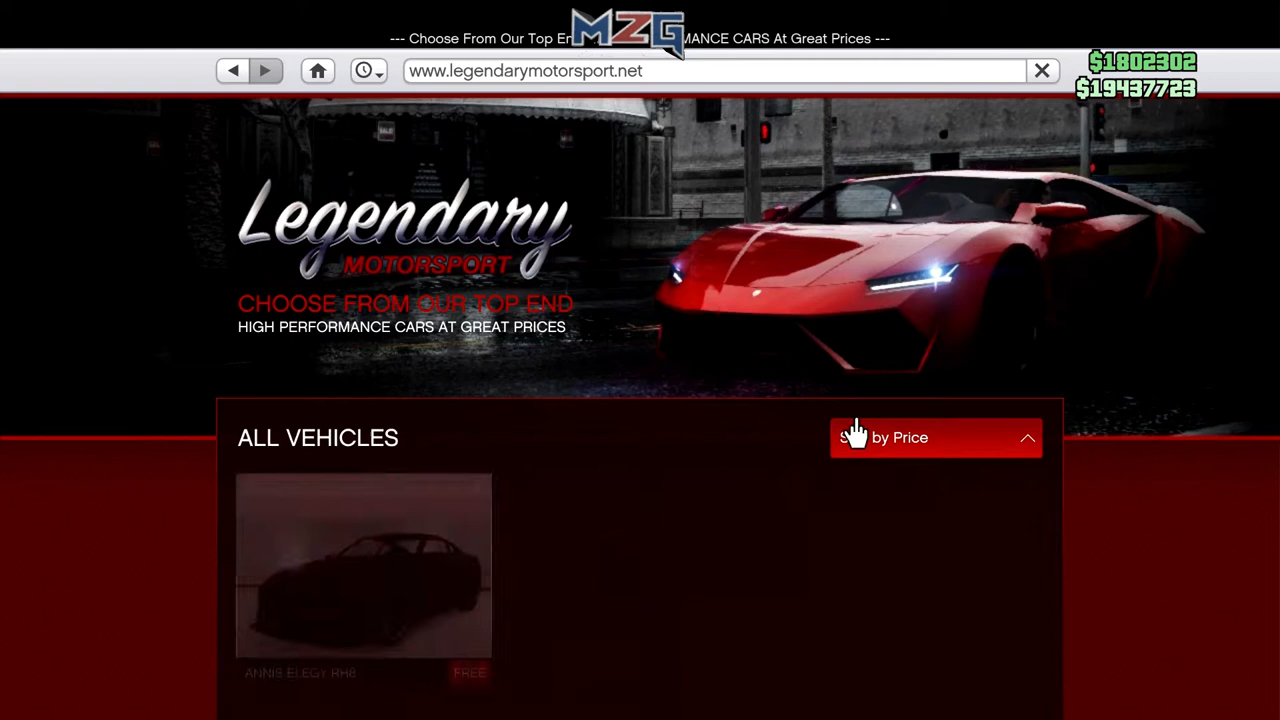 --- Choose From Our Top En MANCE CARS At Great Prices ---
MZG
www.legendarymotorsport.net
$1802302
$19437723
SALE!
Legendary
MOTORSPORT
CHOOSE FROM OUR TOP END
HIGH PERFORMANCE CARS AT GREAT PRICES
ALL VEHICLES
by Price
ANNIS ELEGY RH8
FREE